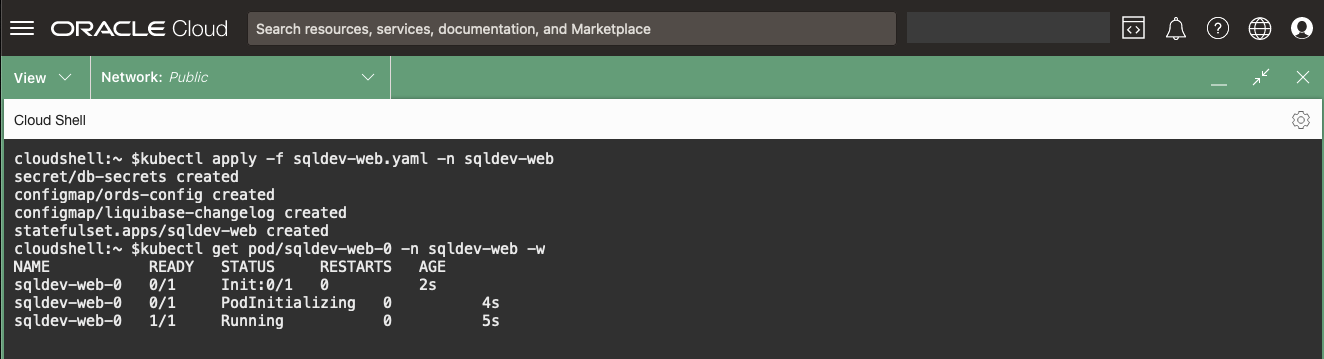 ORACLE Cloud
Search resources, services, documentation, and Marketplace
View
Network: Public
Cloud Shell
cloudshell:~ $kubectl apply -f sqldev-web.yaml -n sqldev-web
secret/db-secrets created
configmap/ords-config created
configmap/liquibase-changelog created
statefulset.apps/sqldev-web created
cloudshell:~ $kubectl get pod/sqldev-web-0 -n sqldev-web -w
NAME           READY   STATUS     RESTARTS   AGE
sqldev-web-0   0/1     Init:0/1   0          2s
sqldev-web-0   0/1     PodInitializing   0          4s
sqldev-web-0   1/1     Running           0          5s